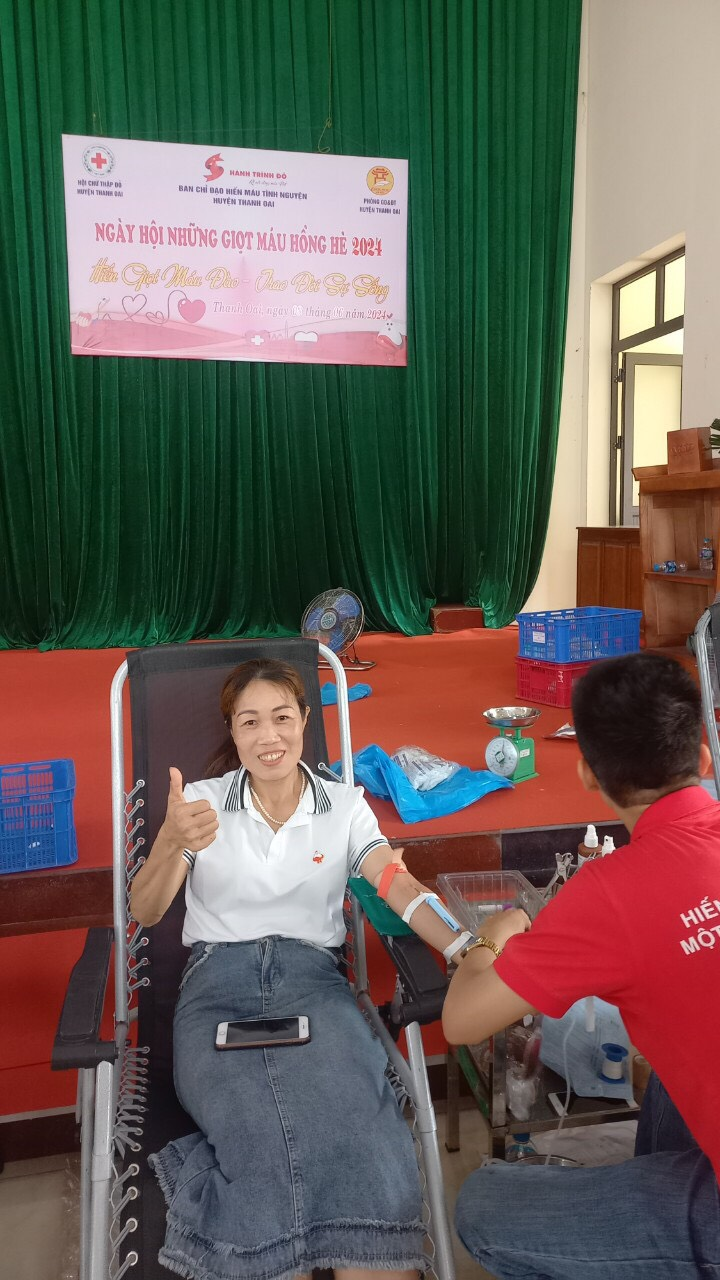 HỘI CHỮ THẬP ĐỎ
HUYỆN THANH OAI
HÀNH TRÌNH ĐỎ
BAN CHỈ ĐẠO HIẾN MÁU TÌNH NGUYỆN
HUYỆN THANH OAI
PHÒNG GD&ĐT
HUYỆN THANH OAI
NGÀY HỘI NHỮNG GIỌT MÁU HỒNG HÈ 2024
Hiến Giọt Máu Đào - Trao Đời Sự Sống
Thanh Oai, ngày tháng 06 năm 2024
HIẾN
MỘT